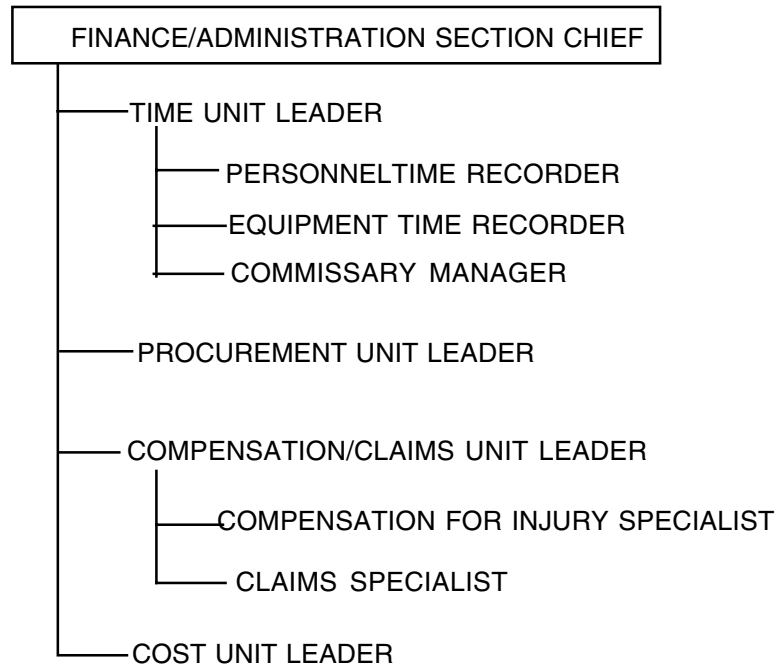 FINANCE/ADMINISTRATION SECTION CHIEF
TIME UNIT LEADER
PERSONNELTIME RECORDER
EQUIPMENT TIME RECORDER
COMMISSARY MANAGER
PROCUREMENT UNIT LEADER
COMPENSATION/CLAIMS UNIT LEADER
COMPENSATION FOR INJURY SPECIALIST
CLAIMS SPECIALIST
COST UNIT LEADER